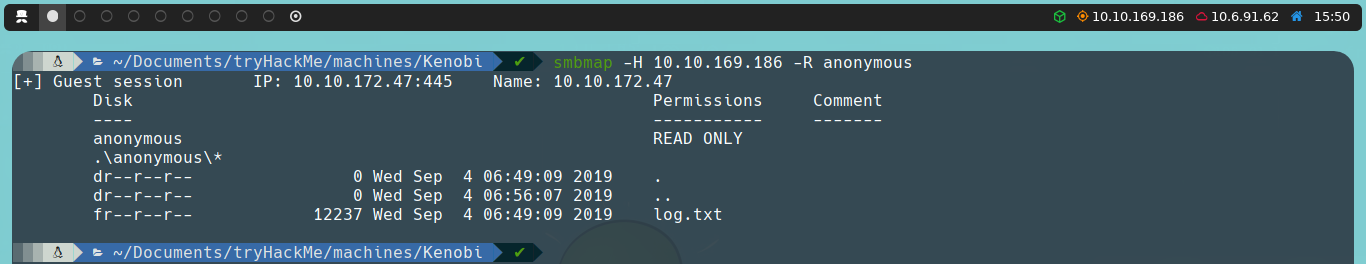 10.10.169.186 10.6.91.62 15:50
~/Documents/tryHackMe/machines/Kenobi ✔ smbmap -H 10.10.169.186 -R anonymous
[+] Guest session IP: 10.10.172.47:445 Name: 10.10.172.47
Disk Permissions Comment
---- ----------- -------
anonymous READ ONLY
.\anonymous\*
dr--r--r-- 0 Wed Sep 4 06:49:09 2019 .
dr--r--r-- 0 Wed Sep 4 06:56:07 2019 ..
fr--r--r-- 12237 Wed Sep 4 06:49:09 2019 log.txt
~/Documents/tryHackMe/machines/Kenobi ✔